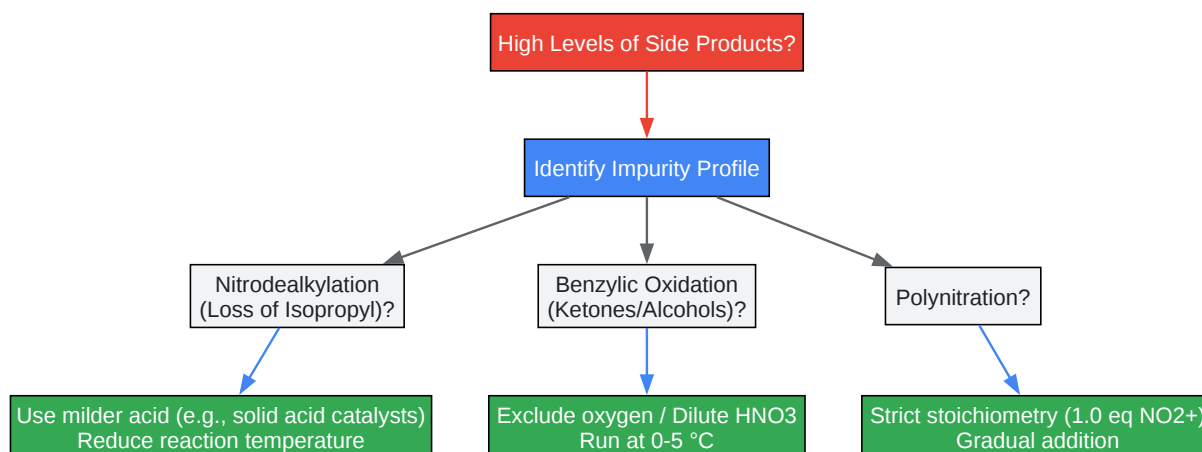 High Levels of Side Products?
Identify Impurity Profile
Nitrodealkylation
(Loss of Isopropyl)?
Benzylic Oxidation
(Ketones/Alcohols)?
Polynitration?
Use milder acid (e.g., solid acid catalysts)
Reduce reaction temperature
Exclude oxygen / Dilute HNO3
Run at 0-5 °C
Strict stoichiometry (1.0 eq NO2+)
Gradual addition